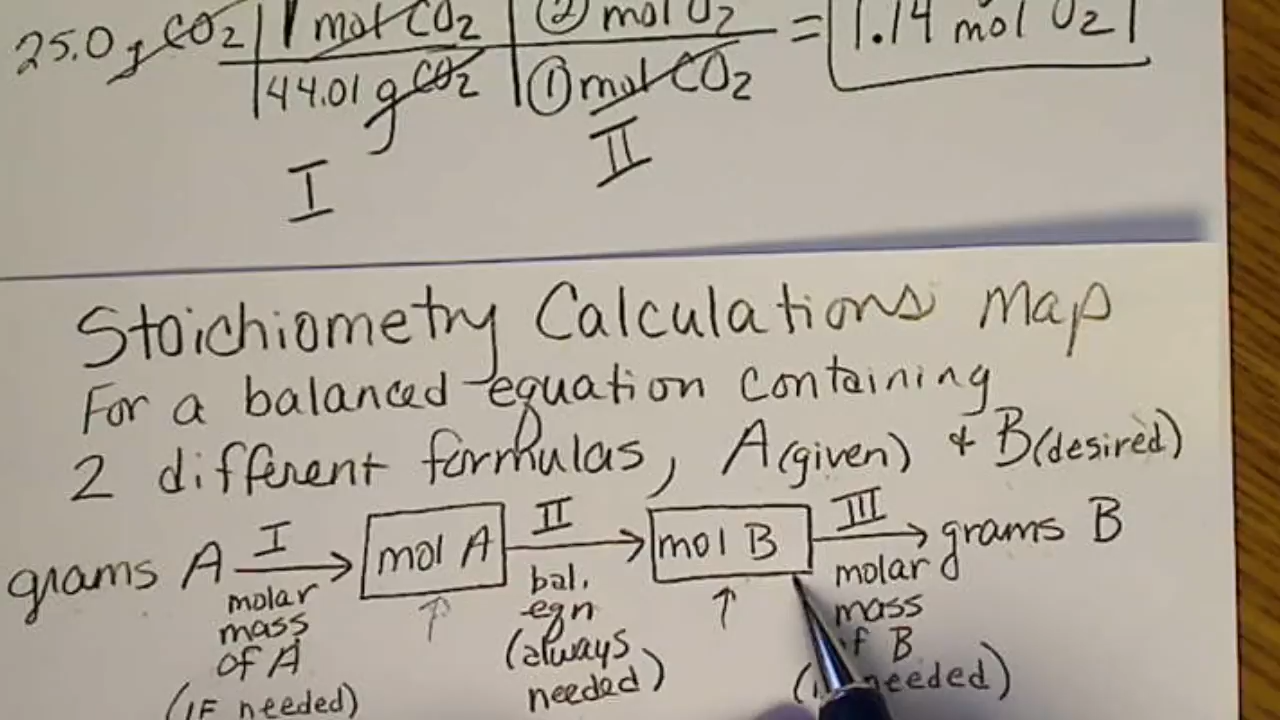 25.0 g CO2 | 1 mol CO2 | ② mol O2 = 1.14 mol O2
44.01 g CO2 | ① mol CO2
I II
Stoichiometry Calculations Map
For a balanced equation containing
2 different formulas, A(given) + B(desired)
I II III
grams A → mol A → mol B → grams B
molar bal. molar
mass eqn mass
of A (always of B
(IF needed) needed) needed)